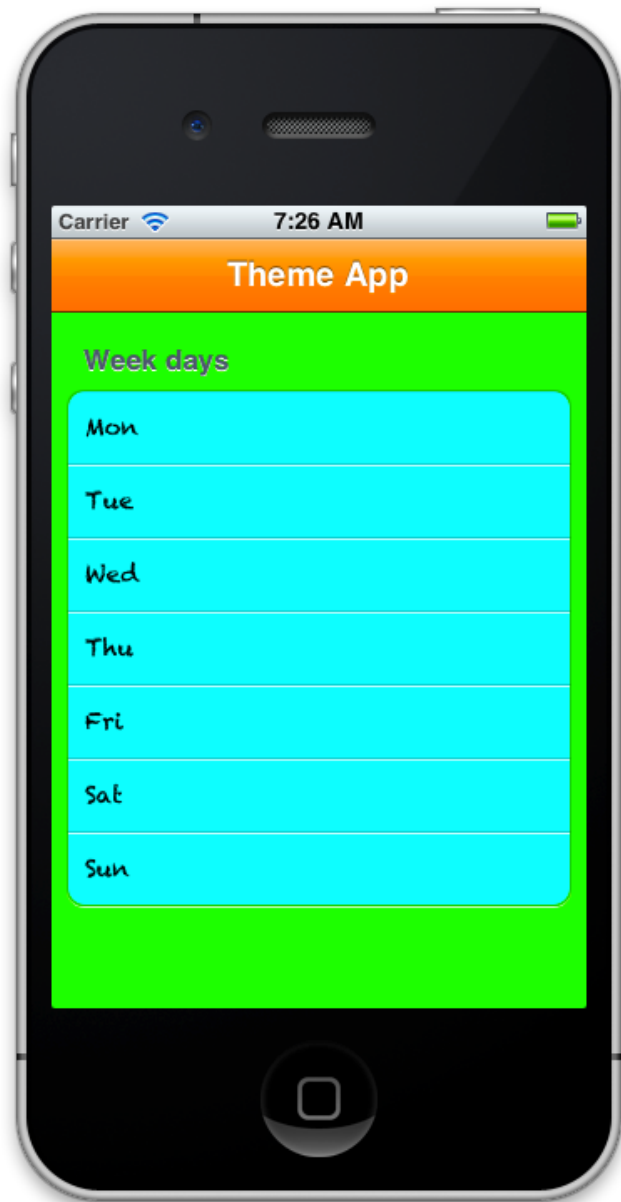 Carrier 7:26 AM
Theme App
Week days
Mon
Tue
Wed
Thu
Fri
Sat
Sun